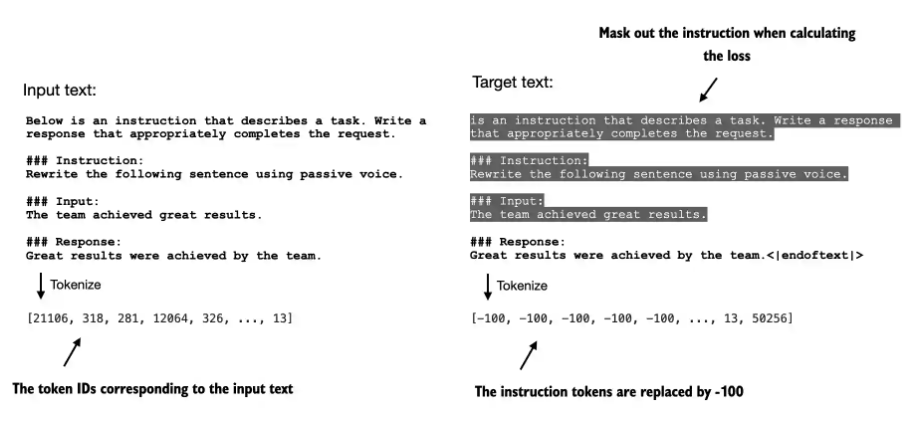 Mask out the instruction when calculating
the loss
Input text:
Below is an instruction that describes a task. Write a
response that appropriately completes the request.
### Instruction:
Rewrite the following sentence using passive voice.
### Input:
The team achieved great results.
### Response:
Great results were achieved by the team.
Tokenize
[21106, 318, 281, 12064, 326, ..., 13]
The token IDs corresponding to the input text
Target text:
is an instruction that describes a task. Write a response
that appropriately completes the request.
### Instruction:
Rewrite the following sentence using passive voice.
### Input:
The team achieved great results.
### Response:
Great results were achieved by the team.<|endoftext|>
Tokenize
[-100, -100, -100, -100, -100, ..., 13, 50256]
The instruction tokens are replaced by -100